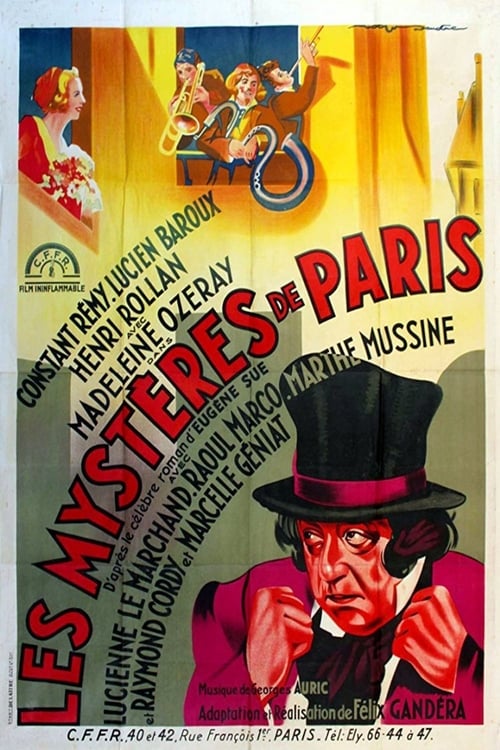 C.F.F.R.
FILM ININFLAMMABLE
CONSTANT RÉMY. LUCIEN BAROUX
HENRI ROLLAN
AVEC
MADELEINE OZERAY
DANS
LES MYSTÈRES DE PARIS
D'après le célèbre roman d'EUGÈNE SUE
AVEC
LUCIENNE LE MARCHAND. RAOUL MARCO. MARTHE MUSSINE
et RAYMOND CORDY et MARCELLE GÉNIAT
Musique de Georges AURIC
Adaptation et Réalisation de Félix GANDÉRA
C.F.F.R., 40 et 42, Rue François 1er. PARIS - Tél: Ely. 66-44 à 47.